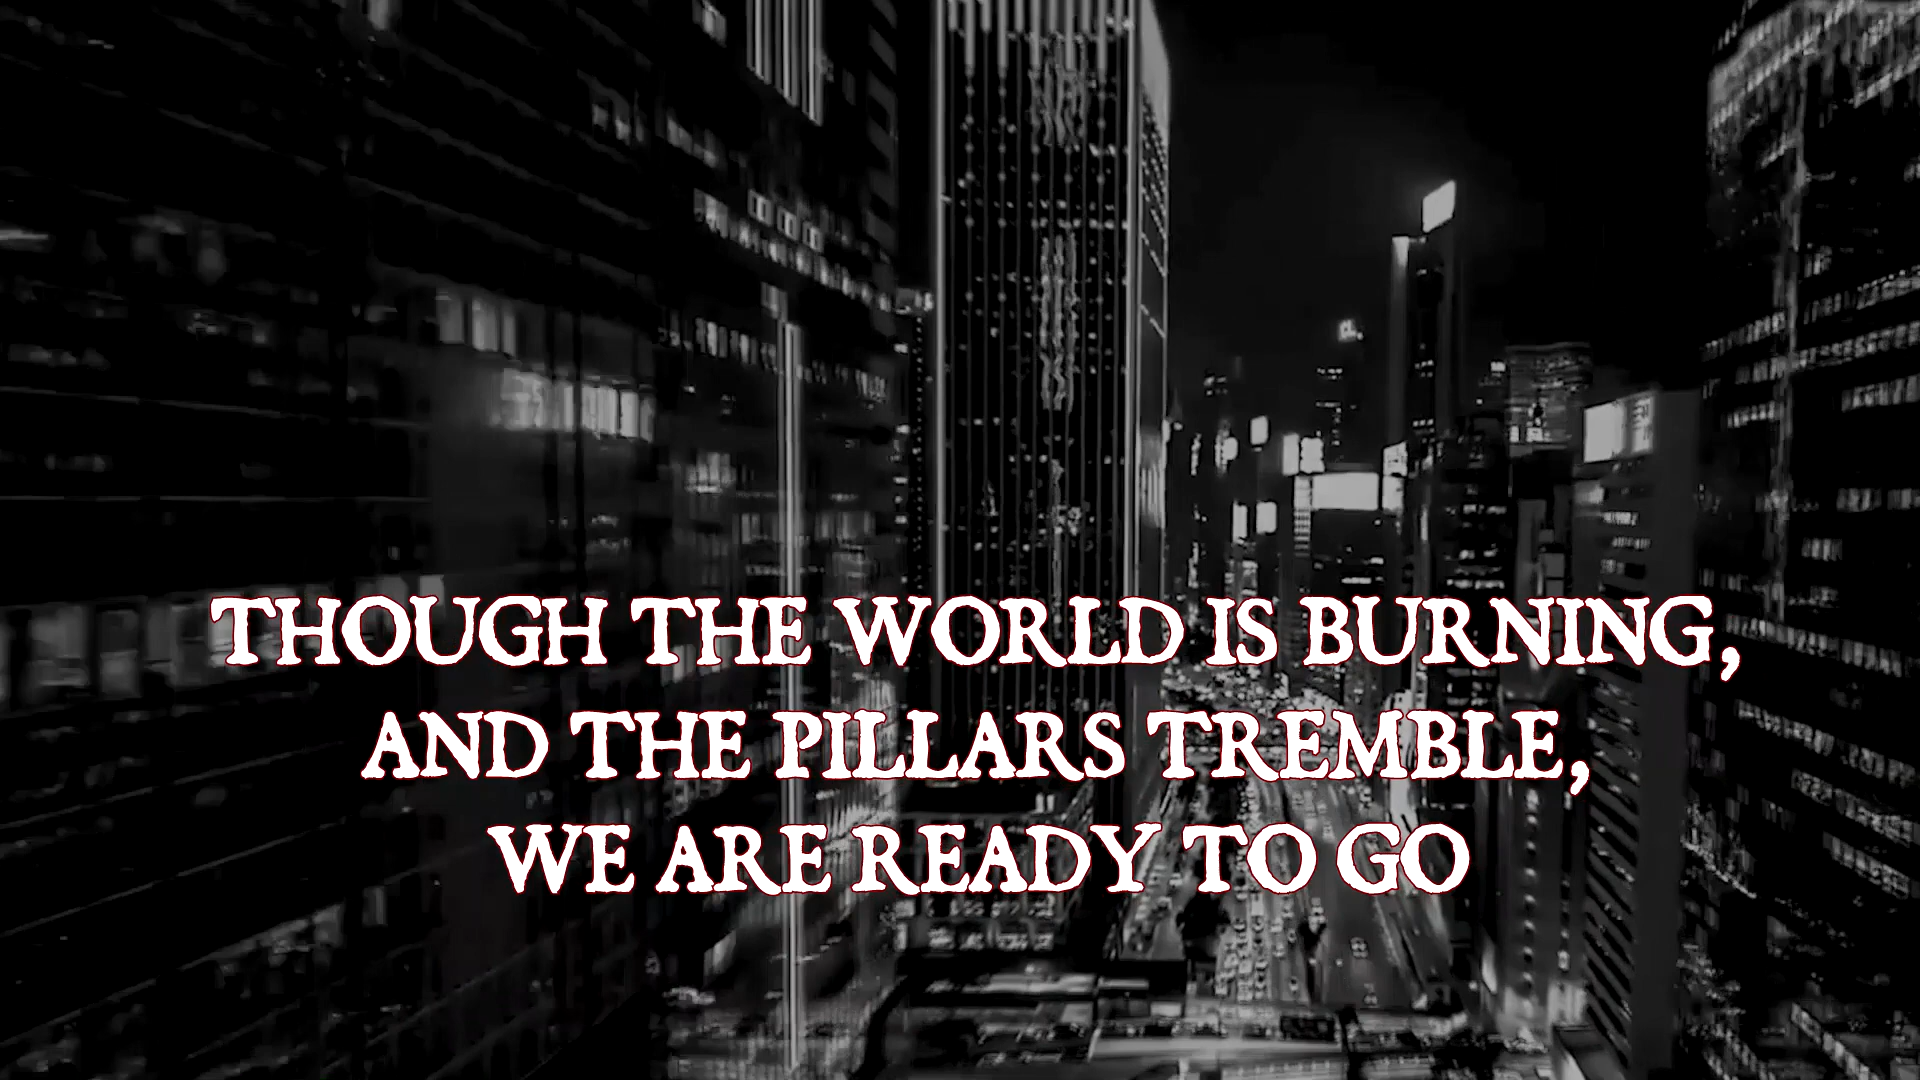 THOUGH THE WORLD IS BURNING,
AND THE PILLARS TREMBLE,
WE ARE READY TO GO